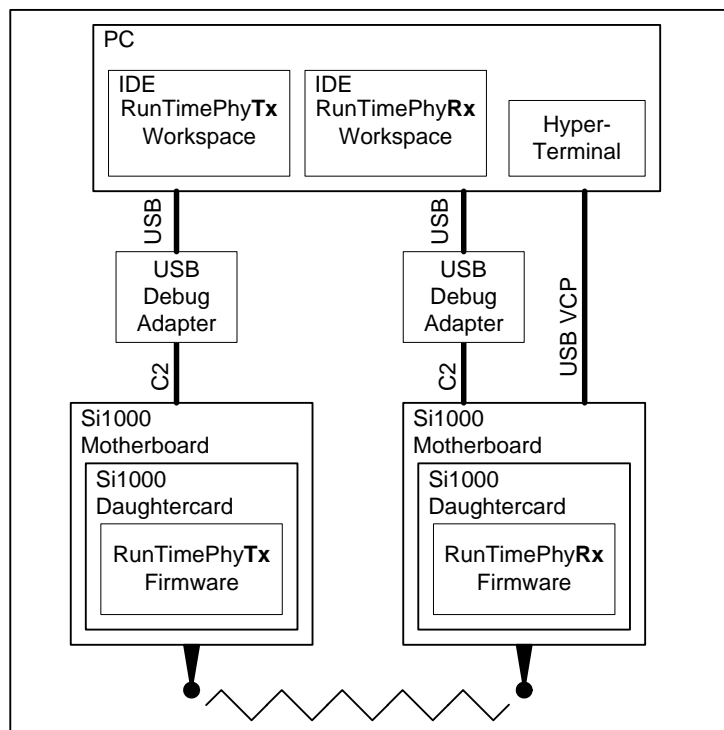 PC
IDE
RunTimePhyTx
Workspace
IDE
RunTimePhyRx
Workspace
Hyper-
Terminal
USB
USB
USB VCP
USB
Debug
Adapter
USB
Debug
Adapter
C2
C2
Si1000
Motherboard
Si1000
Daughtercard
RunTimePhyTx
Firmware
Si1000
Motherboard
Si1000
Daughtercard
RunTimePhyRx
Firmware